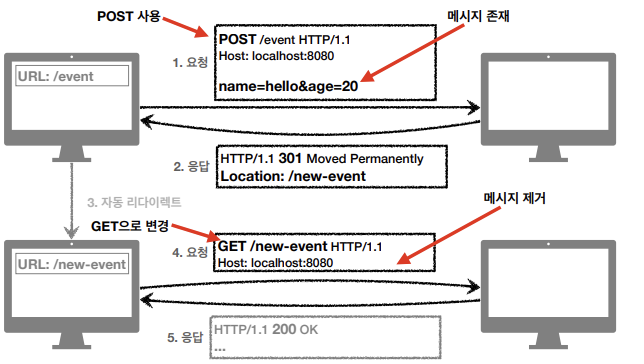 POST 사용
메시지 존재
POST /event HTTP/1.1
1. 요청
Host: localhost:8080
URL: /event
name=hello&age=20
2. 응답
HTTP/1.1 301 Moved Permanently
Location: /new-event
3. 자동 리다이렉트
메시지 제거
GET으로 변경
4. 요청
GET /new-event HTTP/1.1
Host: localhost:8080
URL: /new-event
5. 응답
HTTP/1.1 200 OK
...